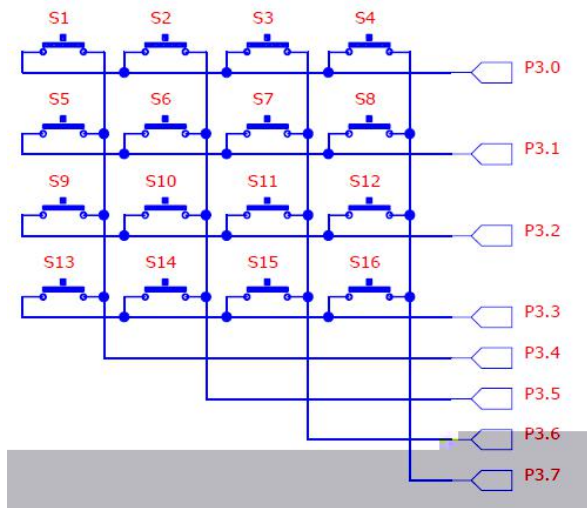 S1 S2 S3 S4
P3.0
S5 S6 S7 S8
P3.1
S9 S10 S11 S12
P3.2
S13 S14 S15 S16
P3.3
P3.4
P3.5
P3.6
P3.7